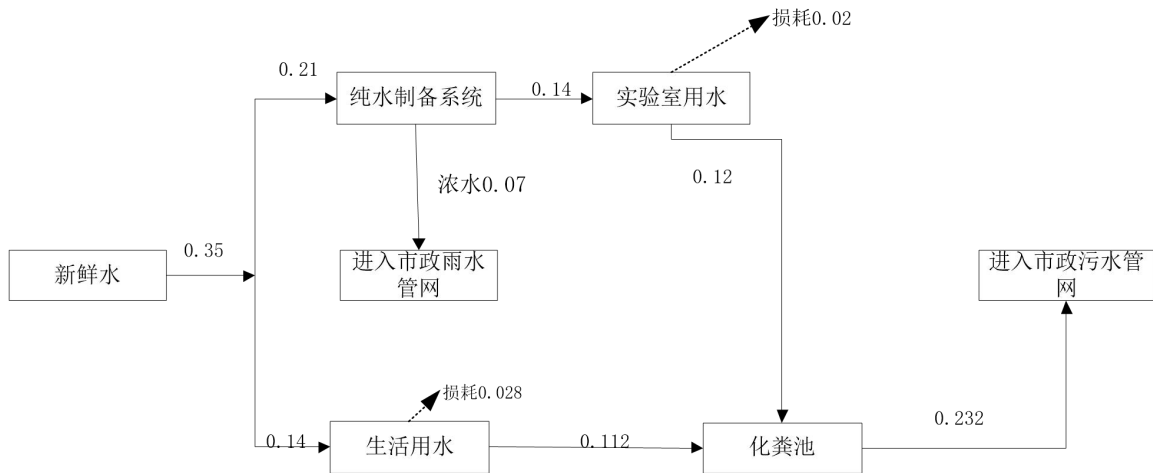 损耗0.02
0.21
纯水制备系统
0.14
实验室用水
浓水0.07
0.12
0.35
新鲜水
进入市政雨水
管网
进入市政污水管
网
损耗0.028
0.14
生活用水
0.112
化粪池
0.232